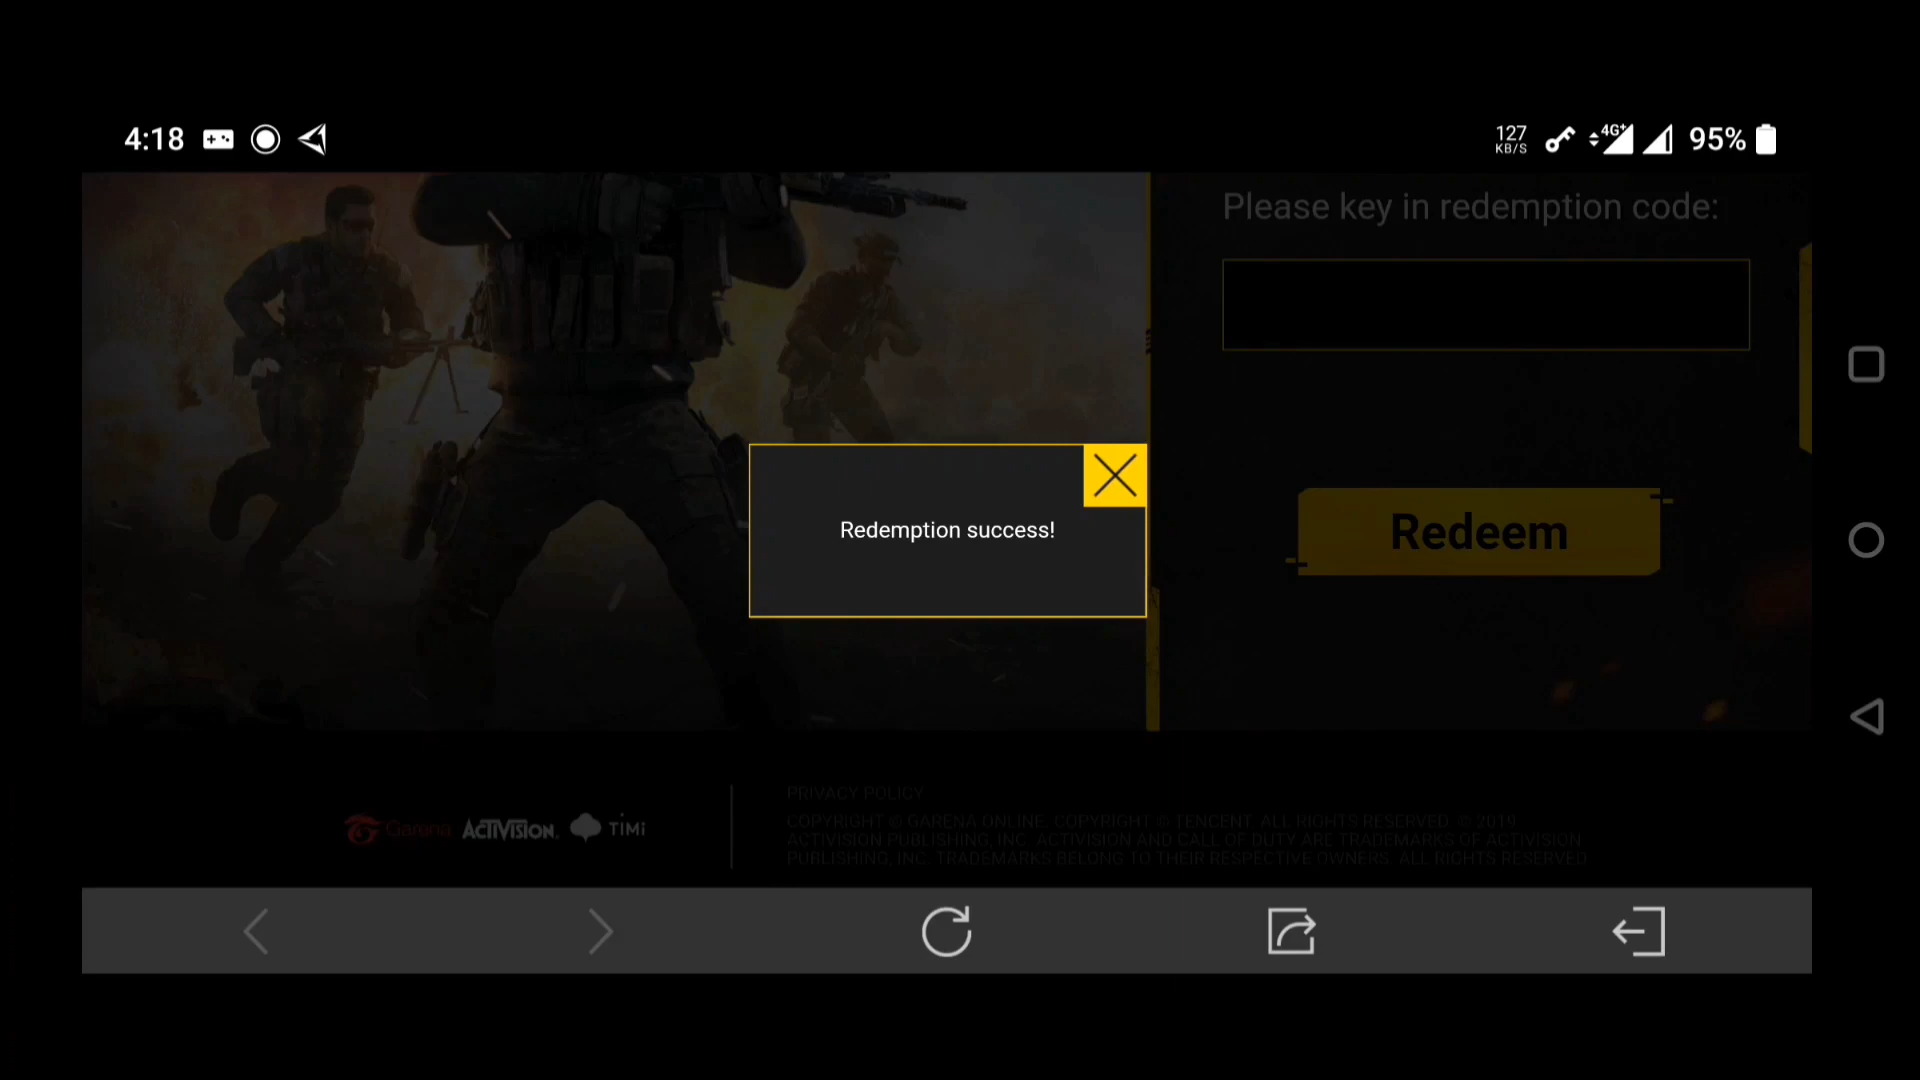 4:18
127
KB/S
4G+
95%
Please key in redemption code:
Redemption success!
Redeem
Garena
ACTIVISION.
TiMi
PRIVACY POLICY
COPYRIGHT © GARENA ONLINE. COPYRIGHT © TENCENT. ALL RIGHTS RESERVED. © 2019
ACTIVISION PUBLISHING, INC. ACTIVISION AND CALL OF DUTY ARE TRADEMARKS OF ACTIVISION
PUBLISHING, INC. TRADEMARKS BELONG TO THEIR RESPECTIVE OWNERS. ALL RIGHTS RESERVED